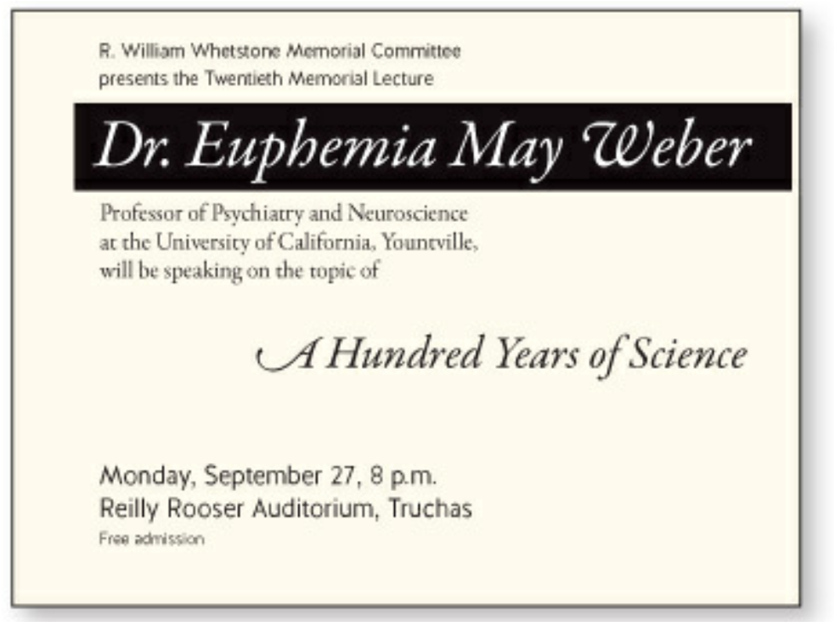 R. William Whetstone Memorial Committee
presents the Twentieth Memorial Lecture
Dr. Euphemia May Weber
Professor of Psychiatry and Neuroscience
at the University of California, Yountville,
will be speaking on the topic of
A Hundred Years of Science
Monday, September 27, 8 p.m.
Reilly Rooser Auditorium, Truchas
Free admission